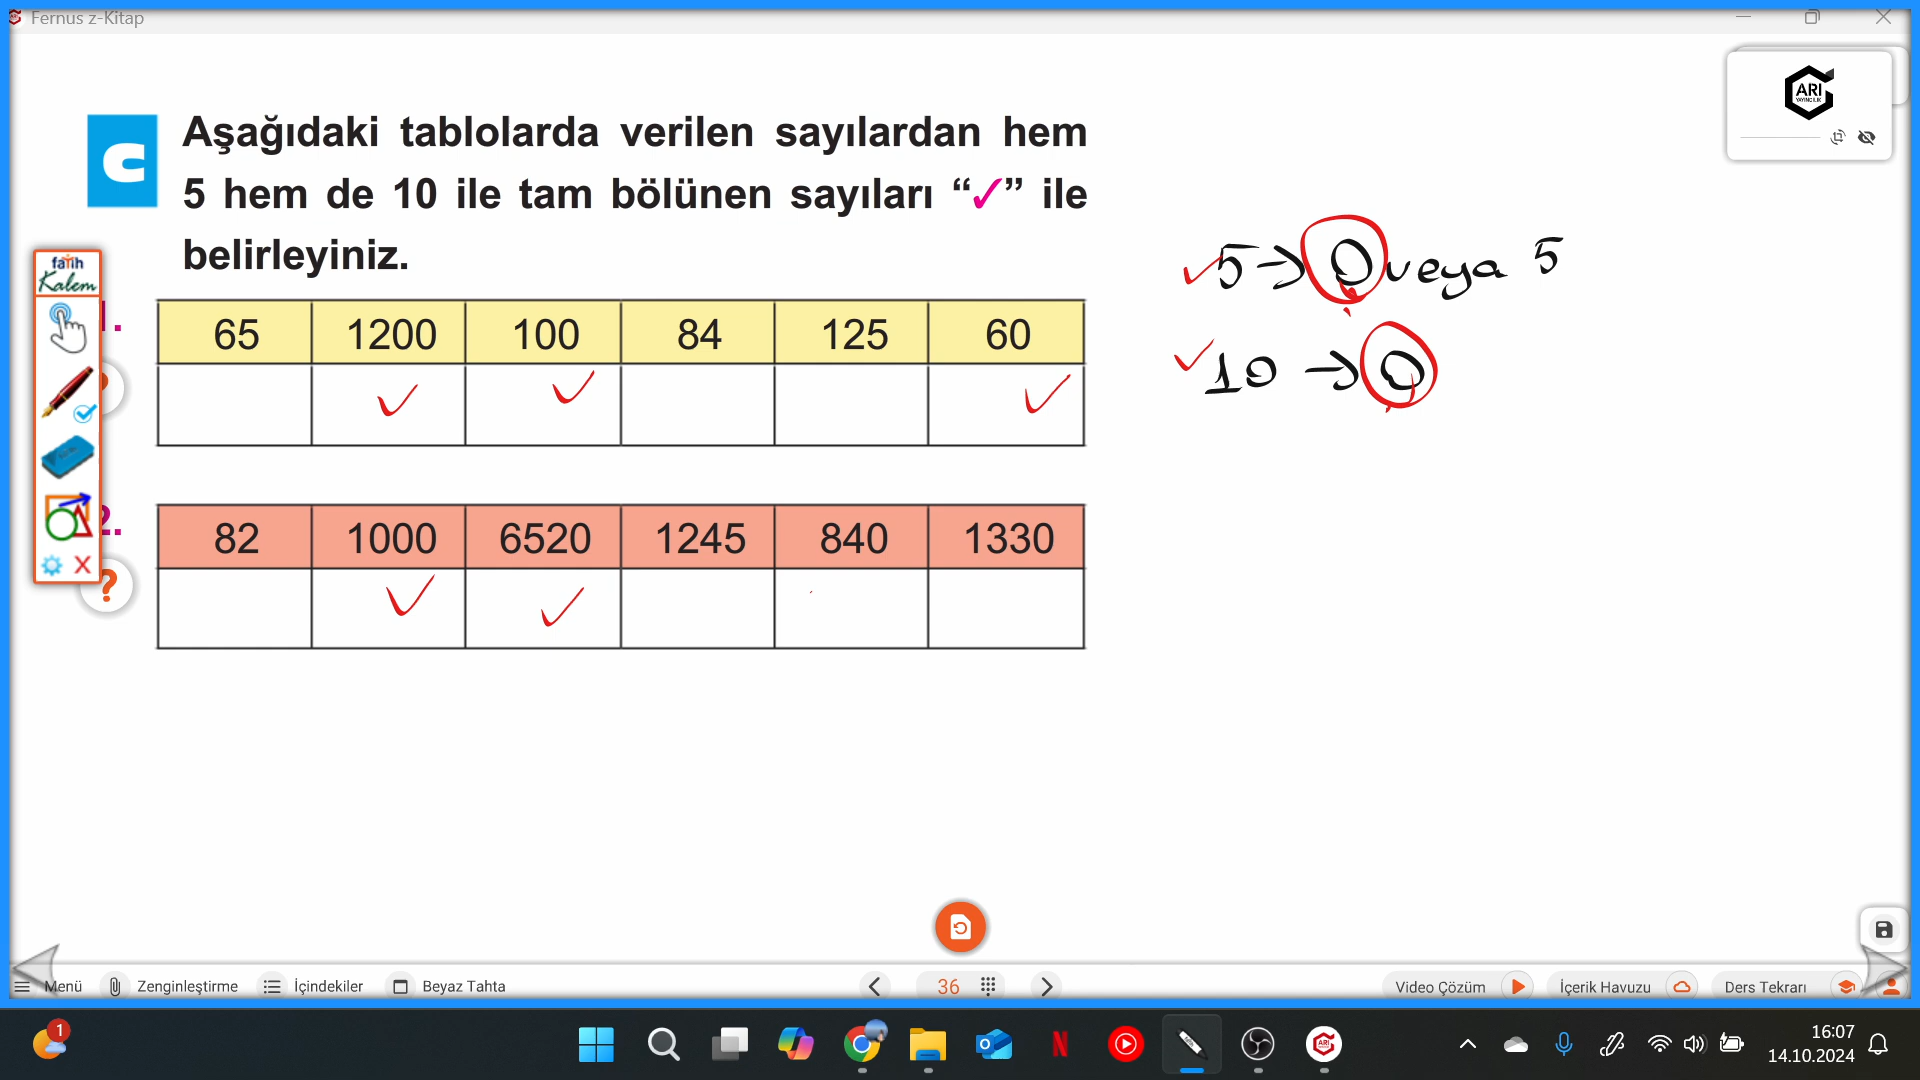 Fernus z-Kitap
ARI
YAYINCILIK
C
Aşağıdaki tablolarda verilen sayılardan hem
5 hem de 10 ile tam bölünen sayıları “✓” ile
belirleyiniz.
✓5→0 veya 5
✓10→0
fatih
Kalem
1.
65 1200 100 84 125 60
✓ ✓ ✓
2.
82 1000 6520 1245 840 1330
✓ ✓
?
X
Menü Zenginleştirme İçindekiler Beyaz Tahta 36 Video Çözüm İçerik Havuzu Ders Tekrarı
1
16:07
14.10.2024